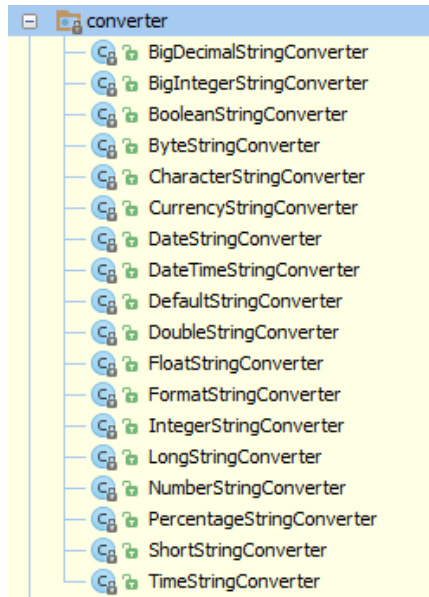 converter
BigDecimalStringConverter
BigIntegerStringConverter
BooleanStringConverter
ByteStringConverter
CharacterStringConverter
CurrencyStringConverter
DateStringConverter
DateTimeStringConverter
DefaultStringConverter
DoubleStringConverter
FloatStringConverter
FormatStringConverter
IntegerStringConverter
LongStringConverter
NumberStringConverter
PercentageStringConverter
ShortStringConverter
TimeStringConverter